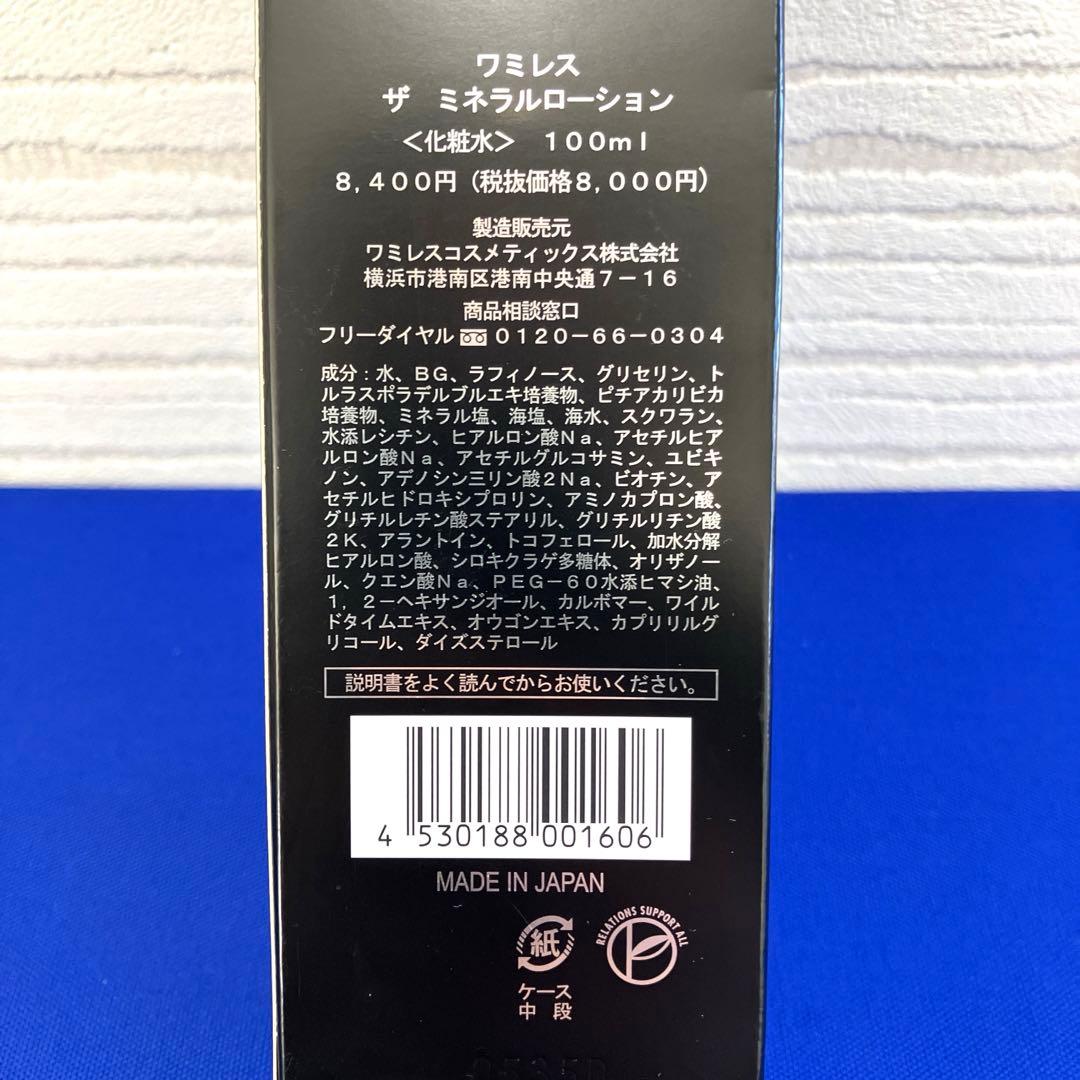 ワミレス
ザ　ミネラルローション
＜化粧水＞　１００ｍｌ
８，４００円（税抜価格８，０００円）
製造販売元
ワミレスコスメティックス株式会社
横浜市港南区港南中央通７－１６
商品相談窓口
フリーダイヤル ０１２０－６６－０３０４
成分：水、ＢＧ、ラフィノース、グリセリン、ト
ルラスポラデルブルエキ培養物、ピチアカリビカ
培養物、ミネラル塩、海塩、海水、スクワラン、
水添レシチン、ヒアルロン酸Ｎａ、アセチルヒア
ルロン酸Ｎａ、アセチルグルコサミン、ユビキ
ノン、アデノシン三リン酸２Ｎａ、ビオチン、ア
セチルヒドロキシプロリン、アミノカプロン酸、
グリチルレチン酸ステアリル、グリチルリチン酸
２Ｋ、アラントイン、トコフェロール、加水分解
ヒアルロン酸、シロキクラゲ多糖体、オリザノー
ル、クエン酸Ｎａ、ＰＥＧ－６０水添ヒマシ油、
１，２－ヘキサンジオール、カルボマー、ワイル
ドタイムエキス、オウゴンエキス、カプリリルグ
リコール、ダイズステロール
説明書をよく読んでからお使いください。
4 530188 001606
MADE IN JAPAN
紙
RELATIONS SUPPORT ALL
ケース
中　段